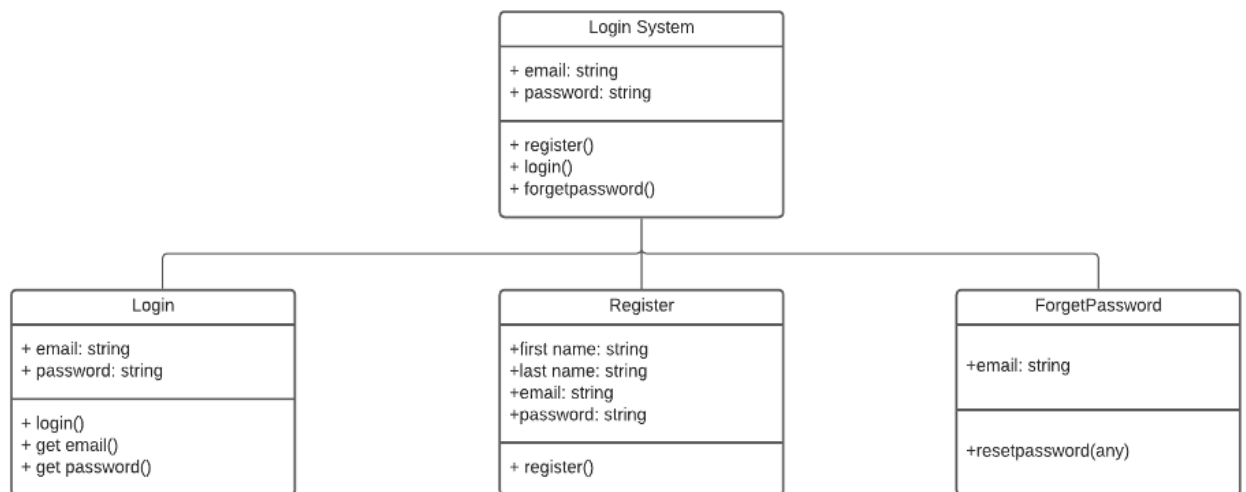 Login System
+ email: string
+ password: string
+ register()
+ login()
+ forgetpassword()
Login
+ email: string
+ password: string
+ login()
+ get email()
+ get password()
Register
+first name: string
+last name: string
+email: string
+password: string
+ register()
ForgetPassword
+email: string
+resetpassword(any)